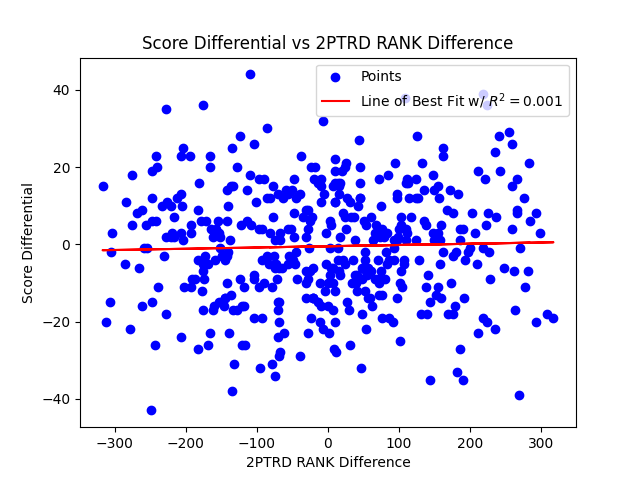 Score Differential vs 2PTRD RANK Difference
Points
Line of Best Fit w/ R² = 0.001
Score Differential
40
20
0
−20
−40
−300 −200 −100 0 100 200 300
2PTRD RANK Difference